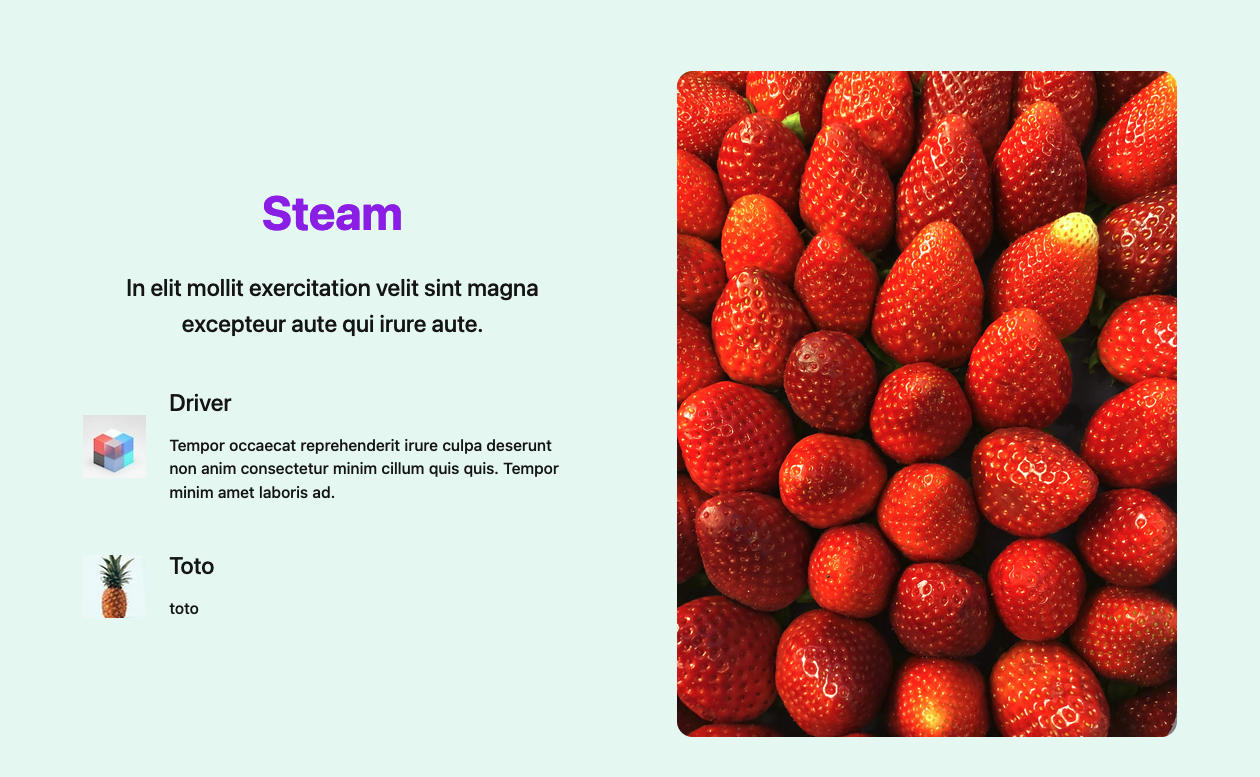 Steam
In elit mollit exercitation velit sint magna
excepteur aute qui irure aute.
Driver
Tempor occaecat reprehenderit irure culpa deserunt
non anim consectetur minim cillum quis quis. Tempor
minim amet laboris ad.
Toto
toto